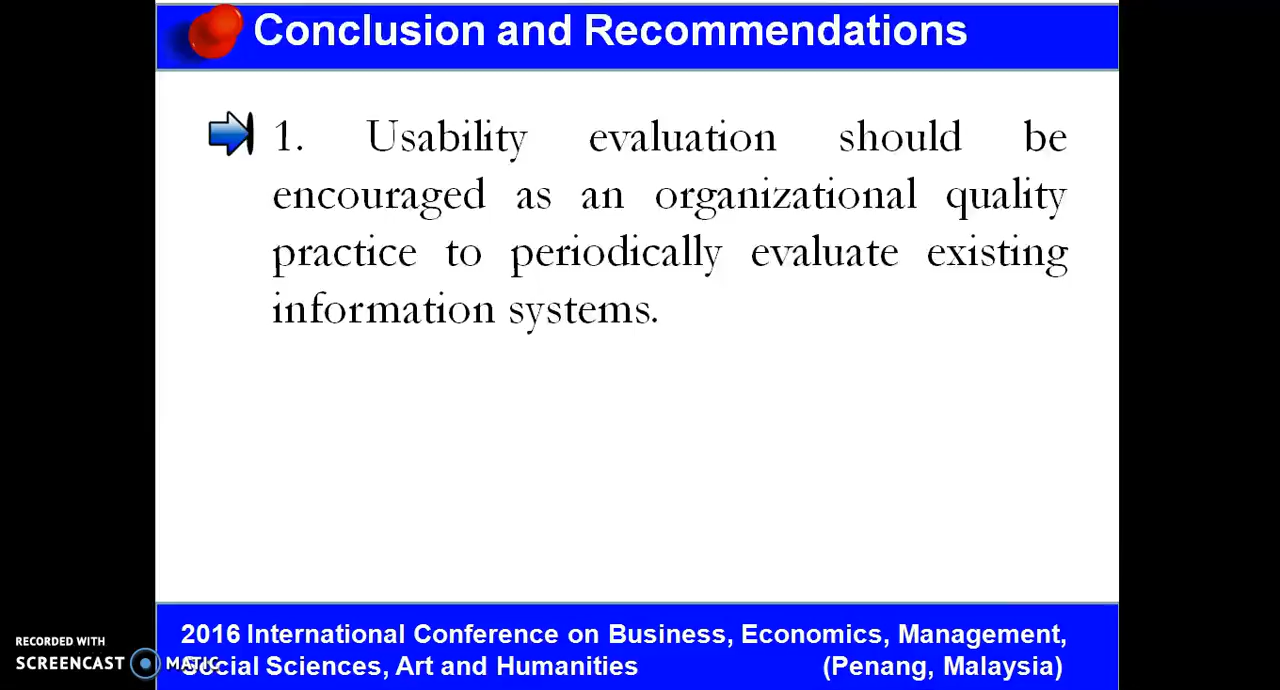 Conclusion and Recommendations
1. Usability evaluation should be
encouraged as an organizational quality
practice to periodically evaluate existing
information systems.
2016 International Conference on Business, Economics, Management,
Social Sciences, Art and Humanities (Penang, Malaysia)
RECORDED WITH
SCREENCAST MATIC